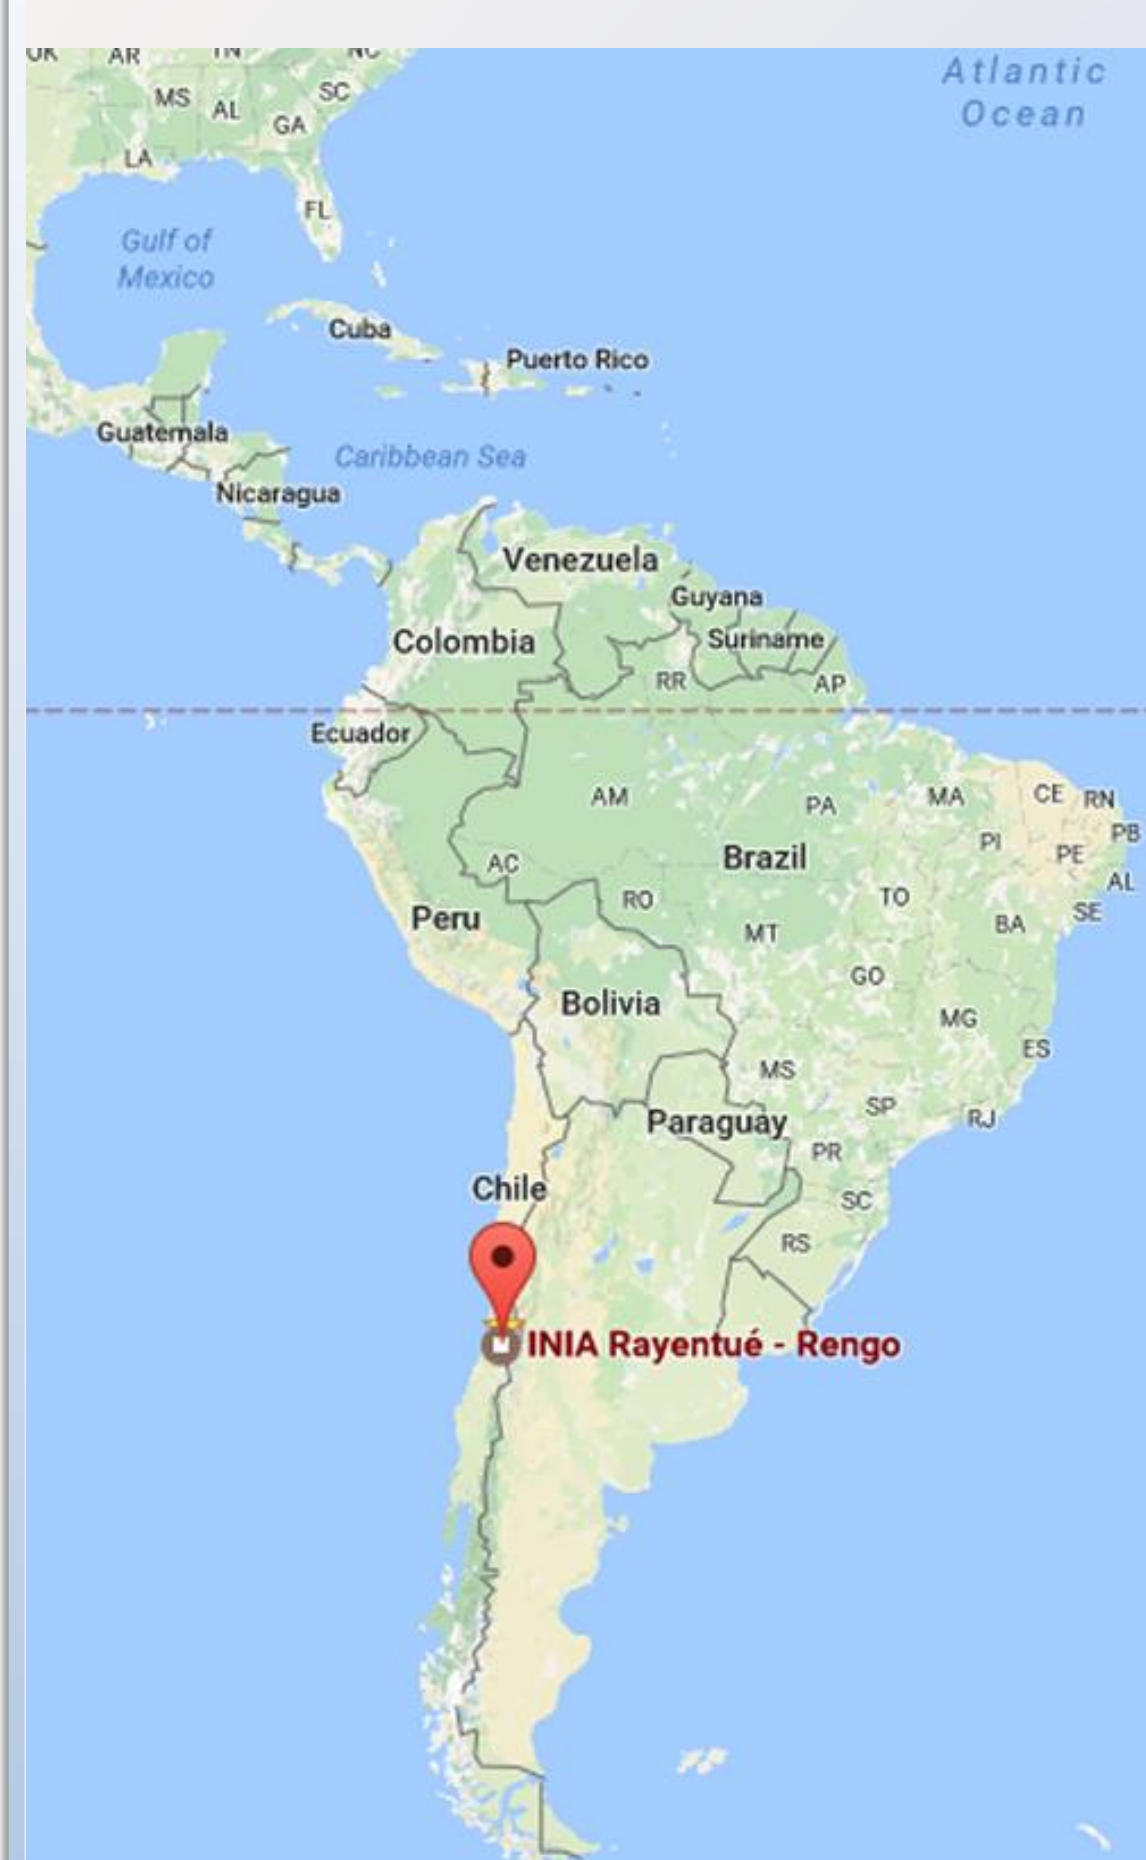 OK AR TN NC
Atlantic
Ocean
MS AL GA SC
LA
FL
Gulf of
Mexico
Cuba
Puerto Rico
Guatemala
Caribbean Sea
Nicaragua
Venezuela
Guyana
Colombia
Suriname
RR AP
Ecuador
AM PA MA CE RN
PB
PI PE
Brazil
AC AL
RO TO SE
Peru BA
MT
GO
Bolivia
MG
ES
MS
SP RJ
Paraguay
PR
Chile
SC
RS
INIA Rayentué - Rengo